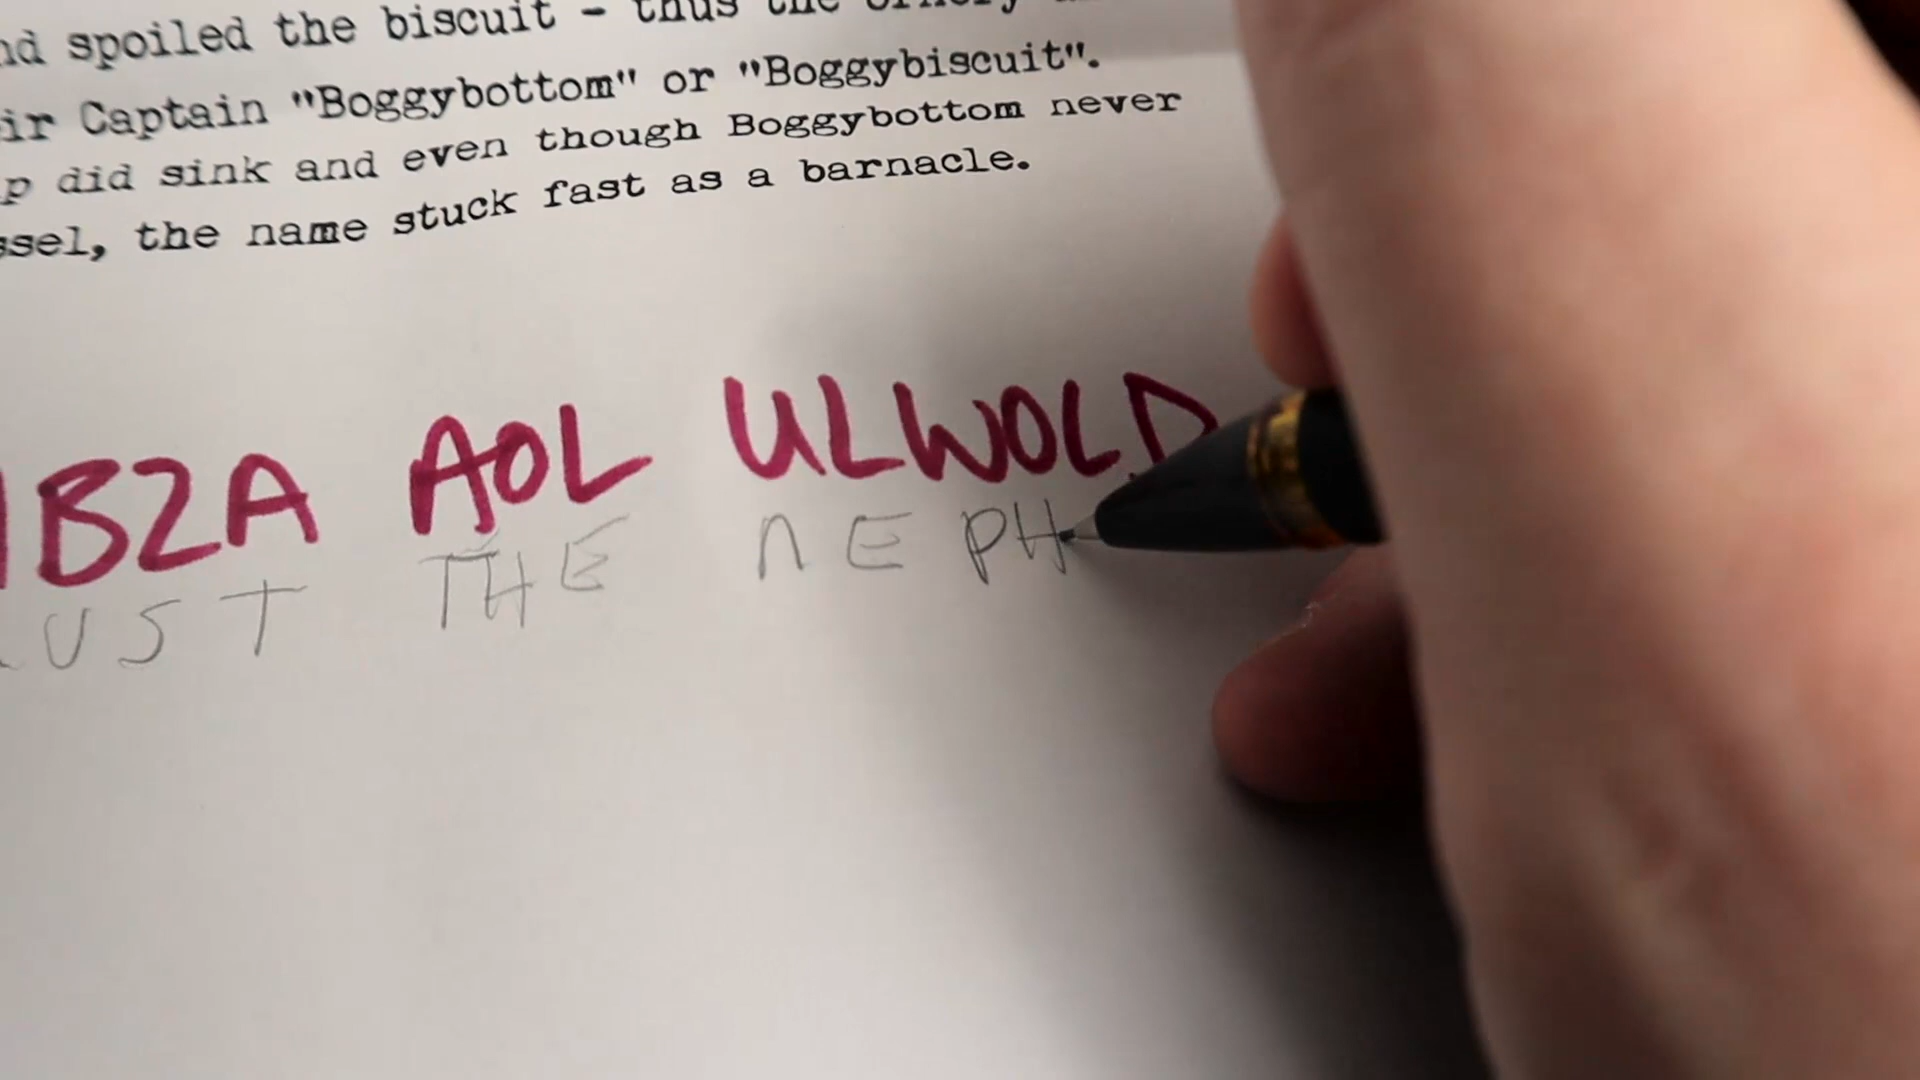 spoiled the biscuit - thus the
Captain "Boggybottom" or "Boggybiscuit".
did sink and even though Boggybottom never
the name stuck fast as a barnacle.
BZA AOL ULWOLD
UST THE NEPH